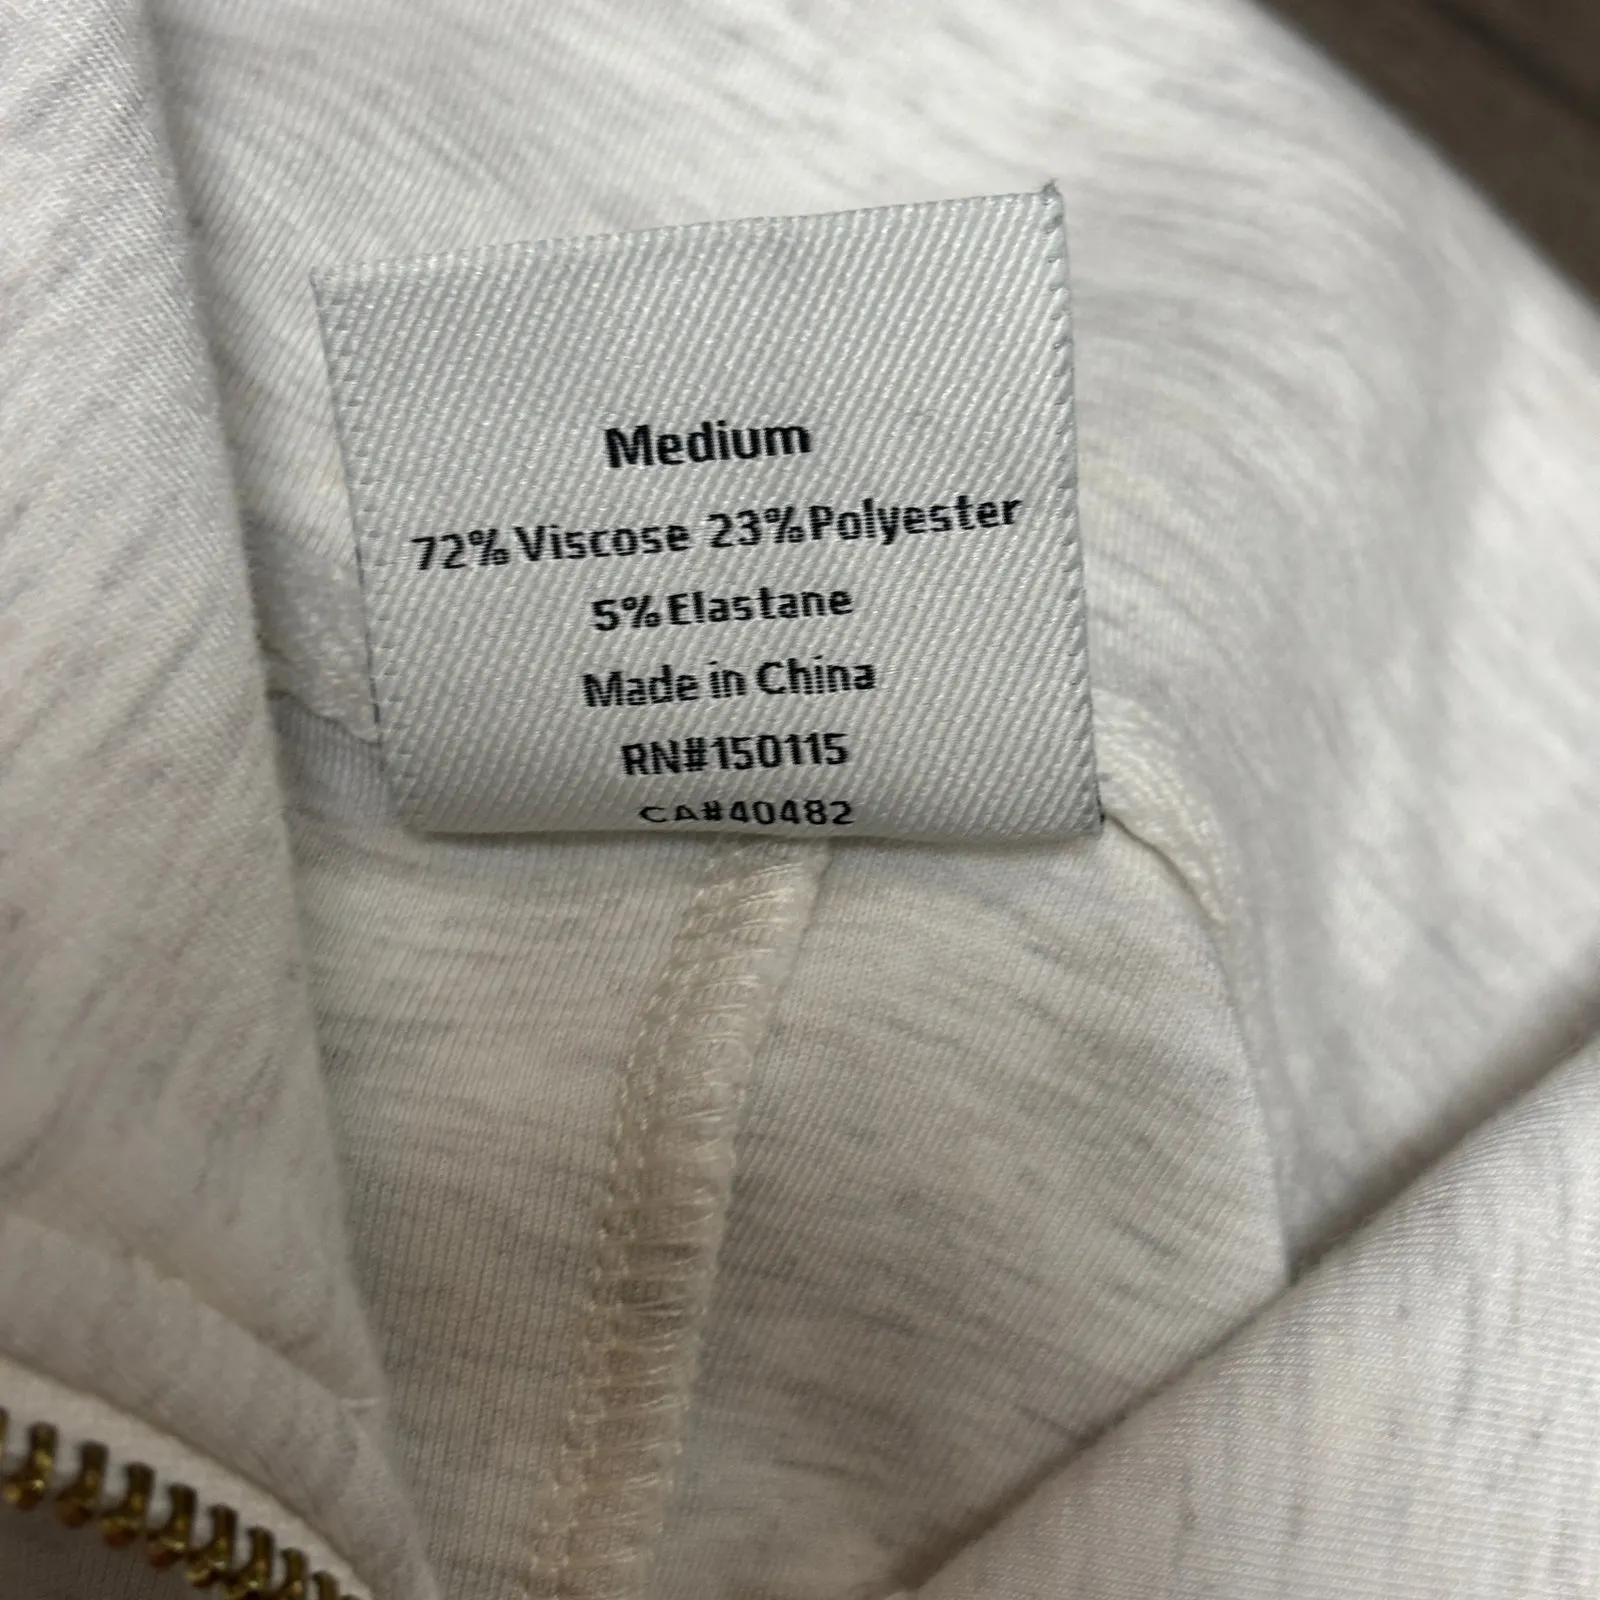 Medium
72% Viscose 23% Polyester
5% Elastane
Made in China
RN#150115
CA#40482